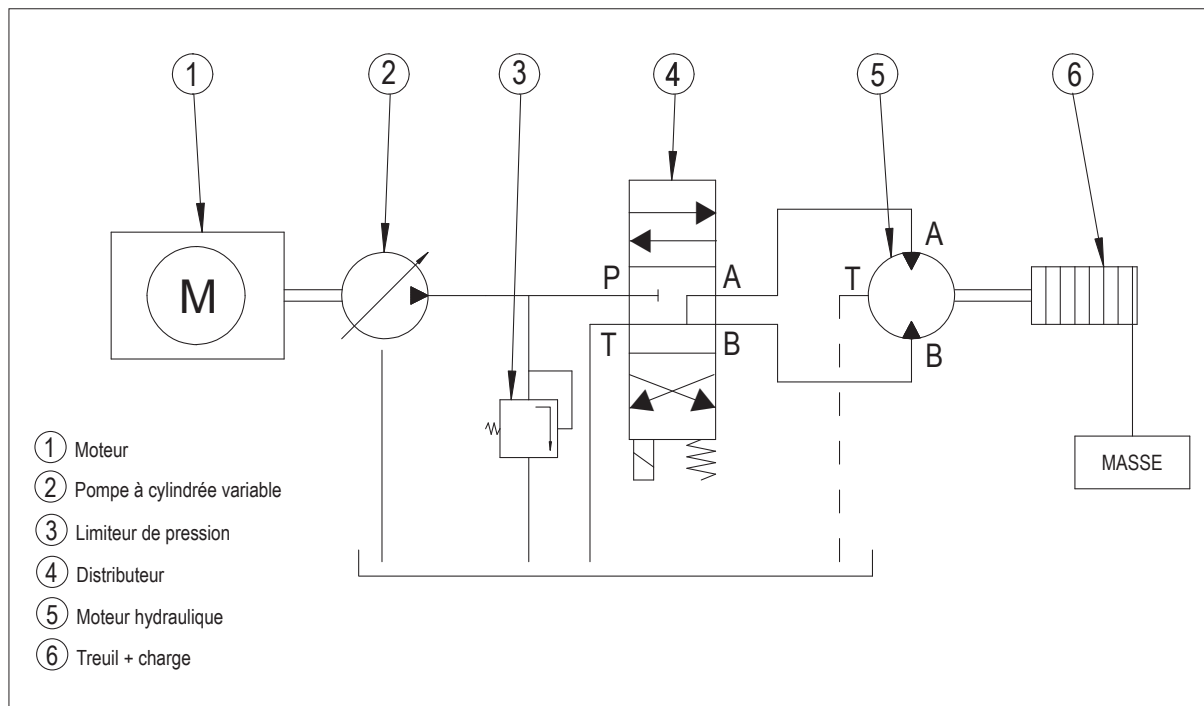 1 2 3 4 5 6
M
P A
T B
T A
B
MASSE
1 Moteur
2 Pompe à cylindrée variable
3 Limiteur de pression
4 Distributeur
5 Moteur hydraulique
6 Treuil + charge